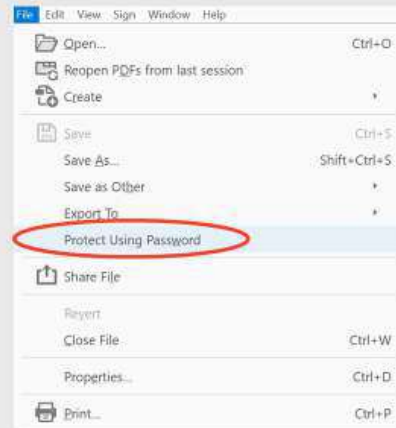 File Edit View Sign Window Help
Open... Ctrl+O
Reopen PDFs from last session
Create
Save Ctrl+S
Save As... Shift+Ctrl+S
Save as Other
Export To
Protect Using Password
Share File
Revert
Close File Ctrl+W
Properties... Ctrl+D
Print... Ctrl+P